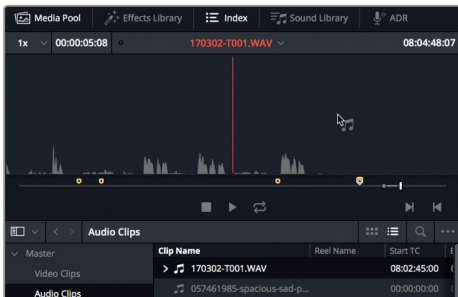 Media Pool Effects Library Index Sound Library ADR
1x 00:00:05:08 170302-T001.WAV 08:04:48:07
Audio Clips
Master
Video Clips
Audio Clips
Clip Name Reel Name Start TC E
170302-T001.WAV 08:02:45:00
057461985-spacious-sad-p... 00:00:00:00